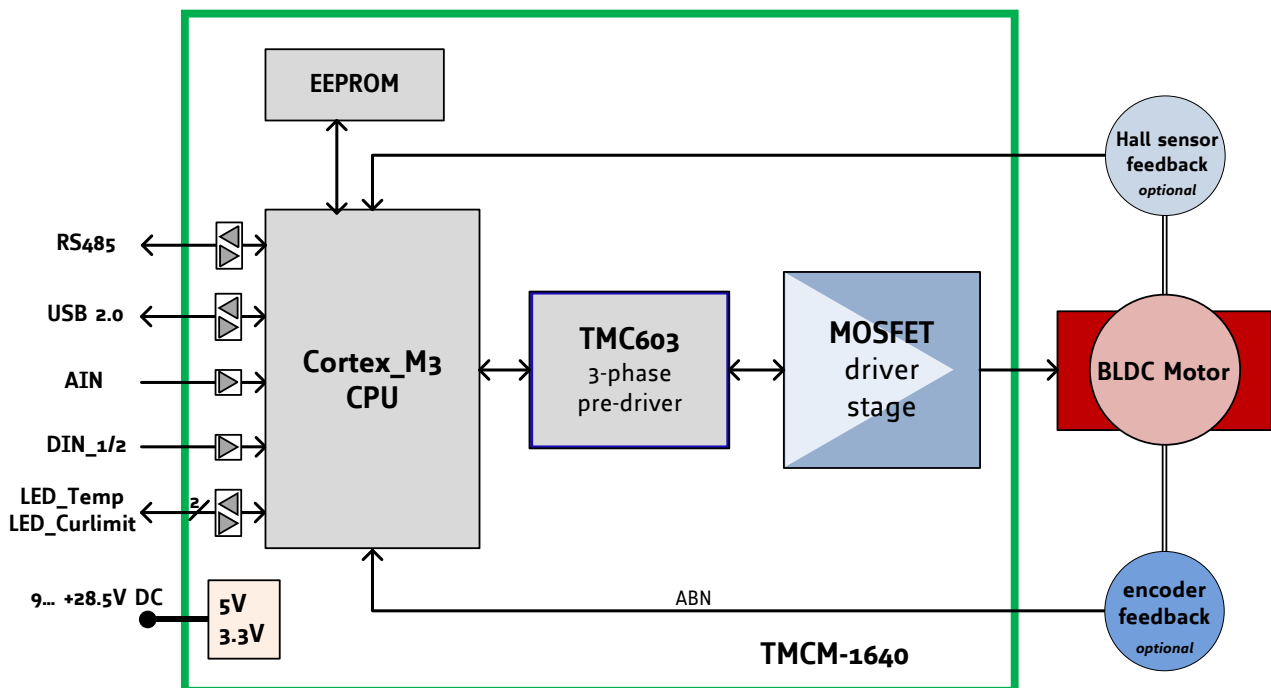 EEPROM
Hall sensor
feedback
optional
RS485
USB 2.0
AIN
DIN_1/2
LED_Temp
LED_Curlimit
2
Cortex_M3
CPU
TMC603
3-phase
pre-driver
MOSFET
driver
stage
BLDC Motor
9... +28.5V DC
5V
3.3V
ABN
encoder
feedback
optional
TMCM-1640